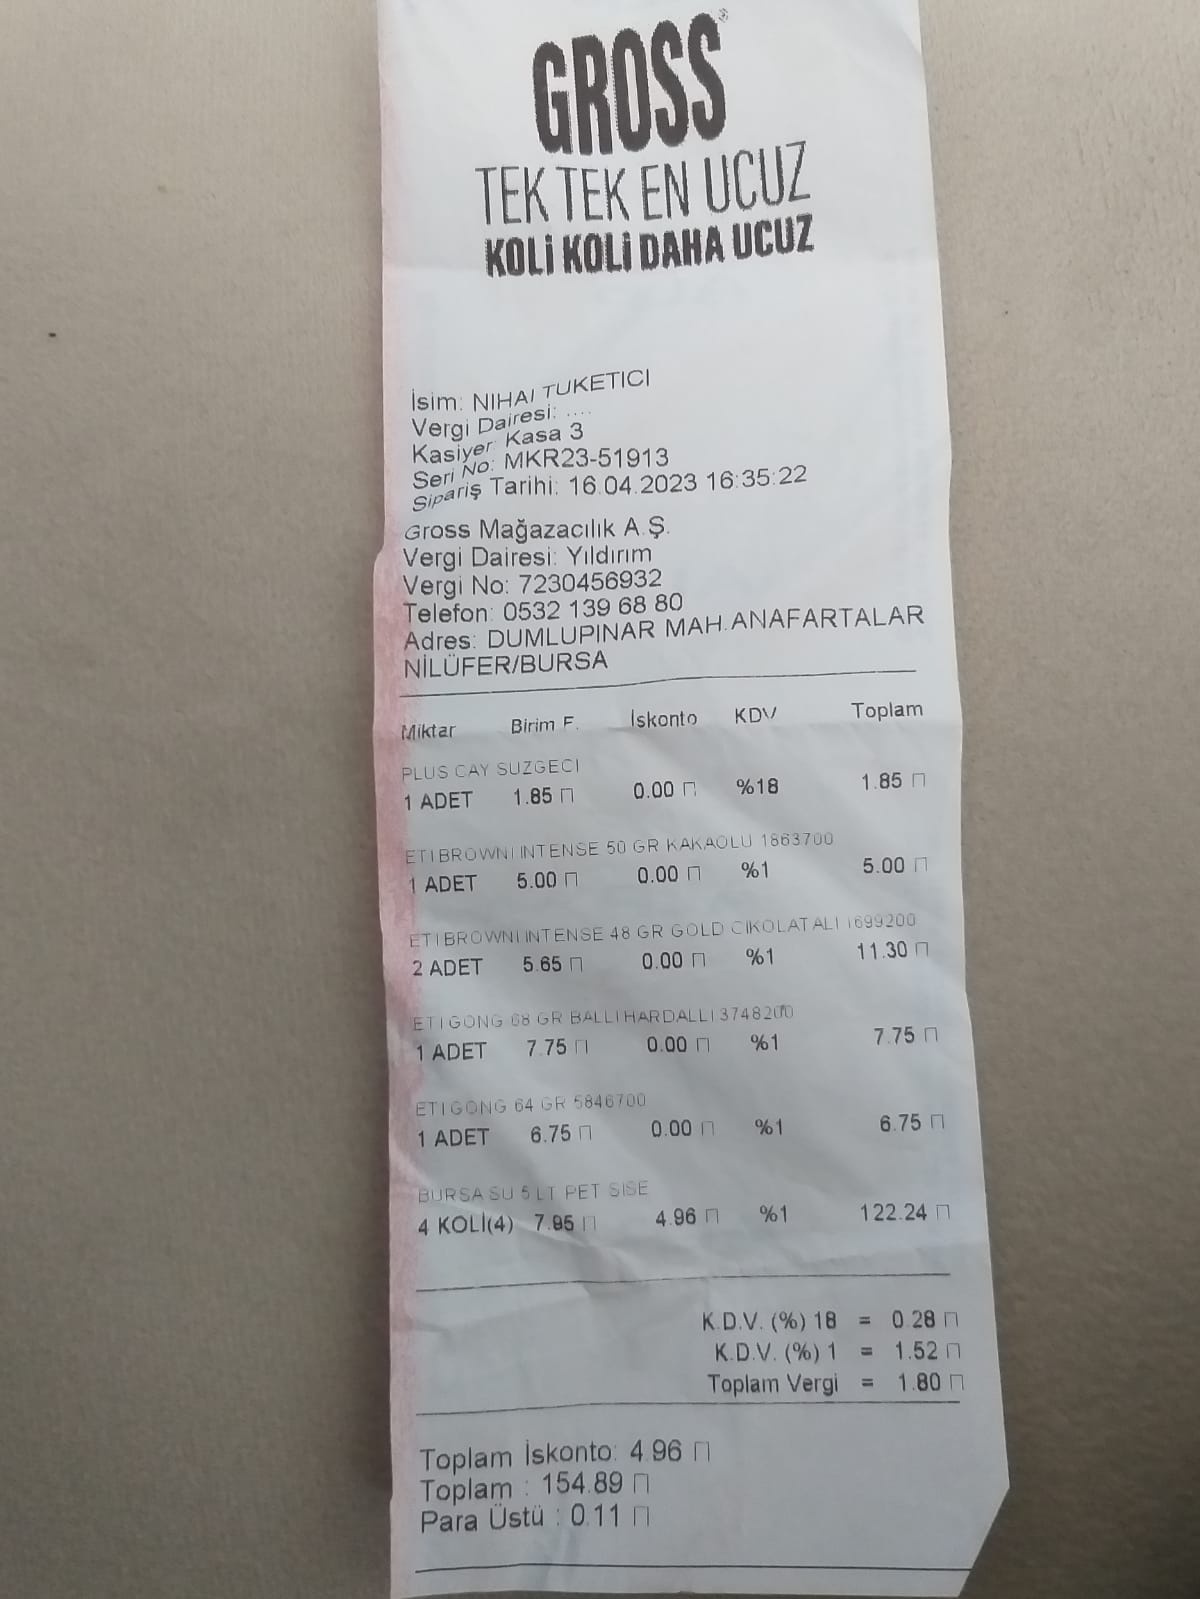 GROSS®
TEK TEK EN UCUZ
KOLİ KOLİ DAHA UCUZ
İsim: NIHAI TUKETICI
Vergi Dairesi: ....
Kasiyer: Kasa 3
Seri No: MKR23-51913
Sipariş Tarihi: 16.04.2023 16:35:22
Gross Mağazacılık A.Ş.
Vergi Dairesi: Yıldırım
Vergi No: 7230456932
Telefon: 0532 139 68 80
Adres: DUMLUPINAR MAH.ANAFARTALAR
NİLÜFER/BURSA
Miktar Birim F. İskonto KDV Toplam
PLUS CAY SUZGECI
1 ADET 1.85 0.00 %18 1.85
ETI BROWNI INTENSE 50 GR KAKAOLU 1863700
1 ADET 5.00 0.00 %1 5.00
ETI BROWNI INTENSE 48 GR GOLD CIKOLATALI 1699200
2 ADET 5.65 0.00 %1 11.30
ETI GONG 68 GR BALLI HARDALLI 3748200
1 ADET 7.75 0.00 %1 7.75
ETI GONG 64 GR 5846700
1 ADET 6.75 0.00 %1 6.75
BURSA SU 5 LT PET SISE
4 KOLİ(4) 7.95 4.96 %1 122.24
K.D.V. (%) 18 = 0.28
K.D.V. (%) 1 = 1.52
Toplam Vergi = 1.80
Toplam İskonto: 4.96
Toplam : 154.89
Para Üstü : 0.11